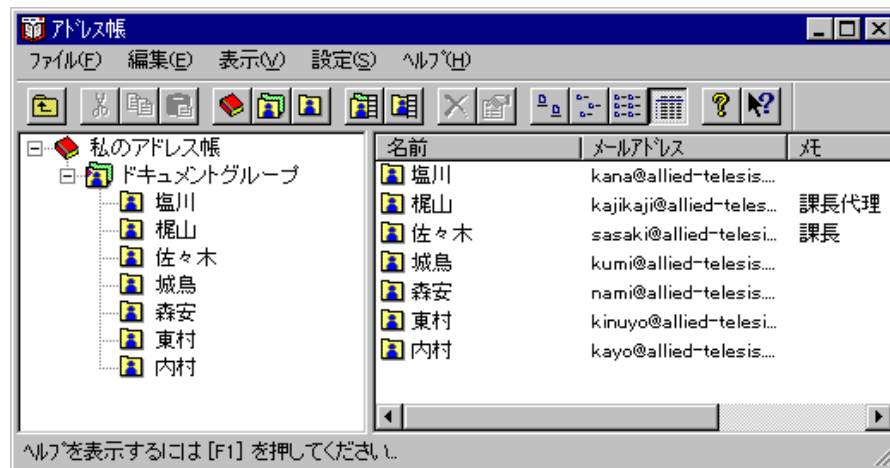 アドレス帳
ファイル(F) 編集(E) 表示(V) 設定(S) ヘルプ(H)
私のアドレス帳
ドキュメントグループ
塩川
梶山
佐々木
城鳥
森安
東村
内村
名前 メールアドレス メモ
塩川 kana@allied-telesis....
梶山 kajikaji@allied-teles... 課長代理
佐々木 sasaki@allied-telesi... 課長
城鳥 kumi@allied-telesis....
森安 nami@allied-telesis....
東村 kinuyo@allied-telesi...
内村 kayo@allied-telesis....
ヘルプを表示するには [F1] を押してください.